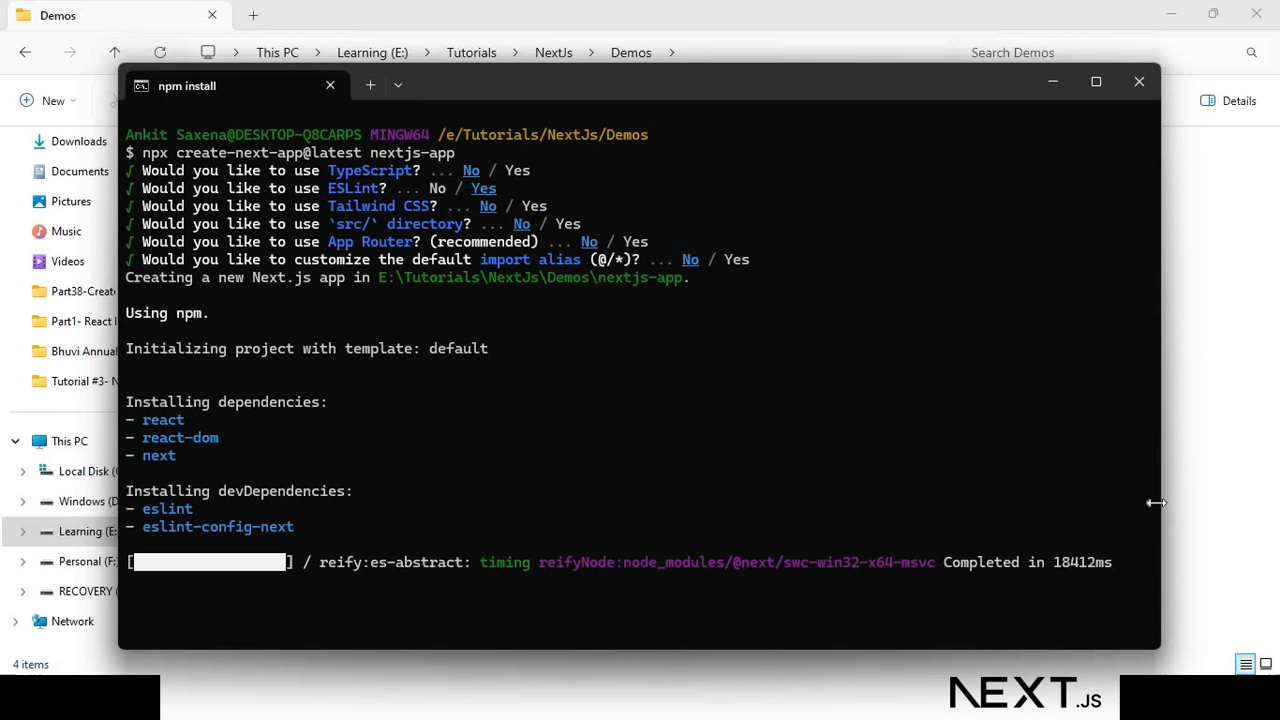 Demos
This PC > Learning (E:) > Tutorials > NextJs > Demos >
Search Demos
New
Details
npm install
Downloads
Documents
Pictures
Music
Videos
Part38-Creat
Part1- React I
Bhuvi Annual
Tutorial #3- N
This PC
Local Disk (
Windows (D
Learning (E:
Personal (F:
RECOVERY (
Network
4 items
Ankit Saxena@DESKTOP-Q8CARPS MINGW64 /e/Tutorials/NextJs/Demos
$ npx create-next-app@latest nextjs-app
√ Would you like to use TypeScript? ... No / Yes
√ Would you like to use ESLint? ... No / Yes
√ Would you like to use Tailwind CSS? ... No / Yes
√ Would you like to use `src/` directory? ... No / Yes
√ Would you like to use App Router? (recommended) ... No / Yes
√ Would you like to customize the default import alias (@/*)? ... No / Yes
Creating a new Next.js app in E:\Tutorials\NextJs\Demos\nextjs-app.
Using npm.
Initializing project with template: default
Installing dependencies:
- react
- react-dom
- next
Installing devDependencies:
- eslint
- eslint-config-next
[ ] / reify:es-abstract: timing reifyNode:node_modules/@next/swc-win32-x64-msvc Completed in 18412ms
NEXT.JS